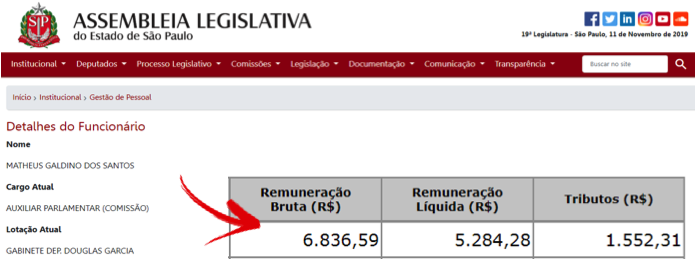 ASSEMBLEIA LEGISLATIVA
do Estado de São Paulo
19ª Legislatura - São Paulo, 11 de Novembro de 2019
Institucional Deputados Processo Legislativo Comissões Legislação Documentação Comunicação Transparência Buscar no site
Início › Institucional › Gestão de Pessoal
Detalhes do Funcionário
Nome
MATHEUS GALDINO DOS SANTOS
Cargo Atual
AUXILIAR PARLAMENTAR (COMISSÃO)
Lotação Atual
GABINETE DEP. DOUGLAS GARCIA
Remuneração Bruta (R$) Remuneração Líquida (R$) Tributos (R$)
6.836,59 5.284,28 1.552,31